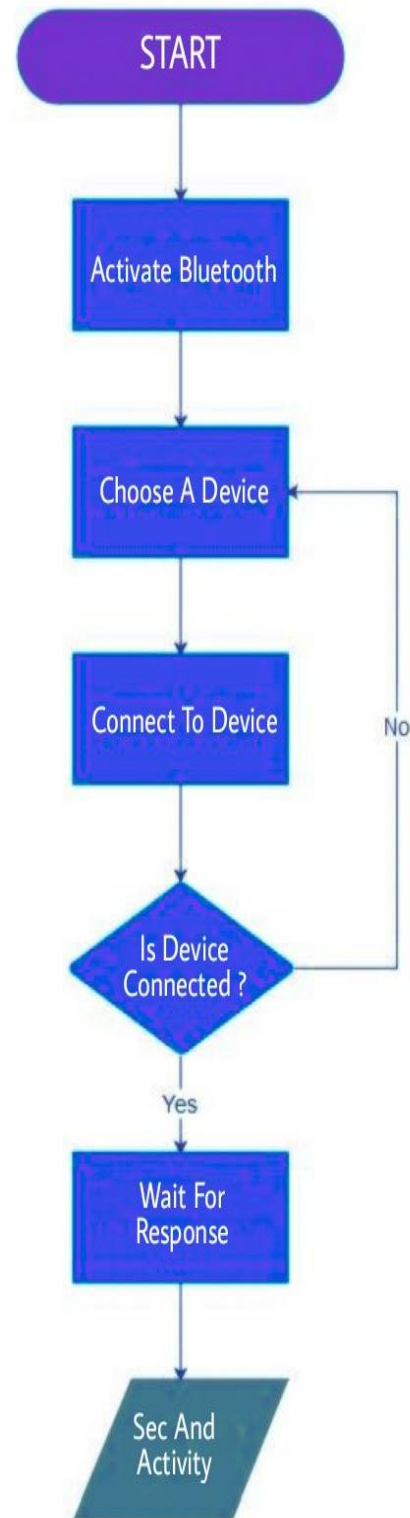 START
Activate Bluetooth
Choose A Device
Connect To Device
No
Is Device
Connected ?
Yes
Wait For
Response
Sec And
Activity